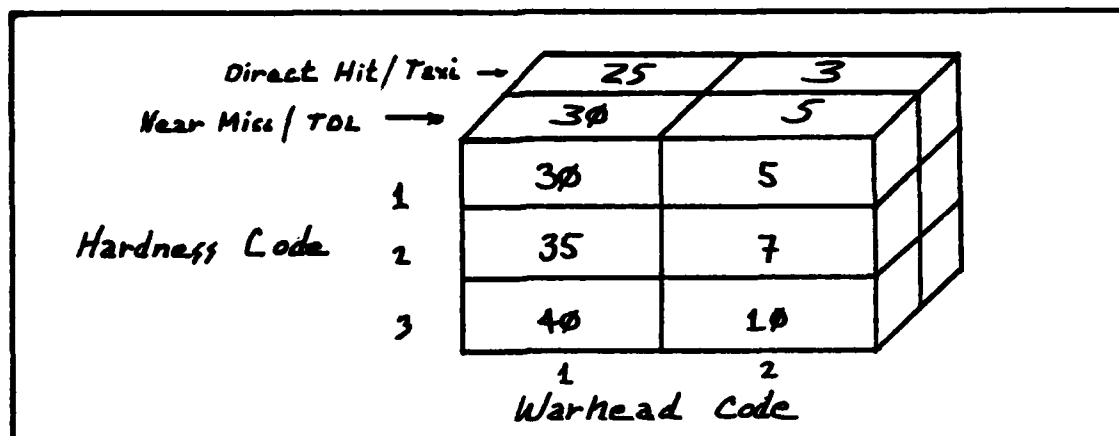 Direct Hit/Taxi → 25 3
Near Miss/TOL → 3Ø 5
1 3Ø 5
Hardness Code 2 35 7
3 4Ø 1Ø
1 2
Warhead Code